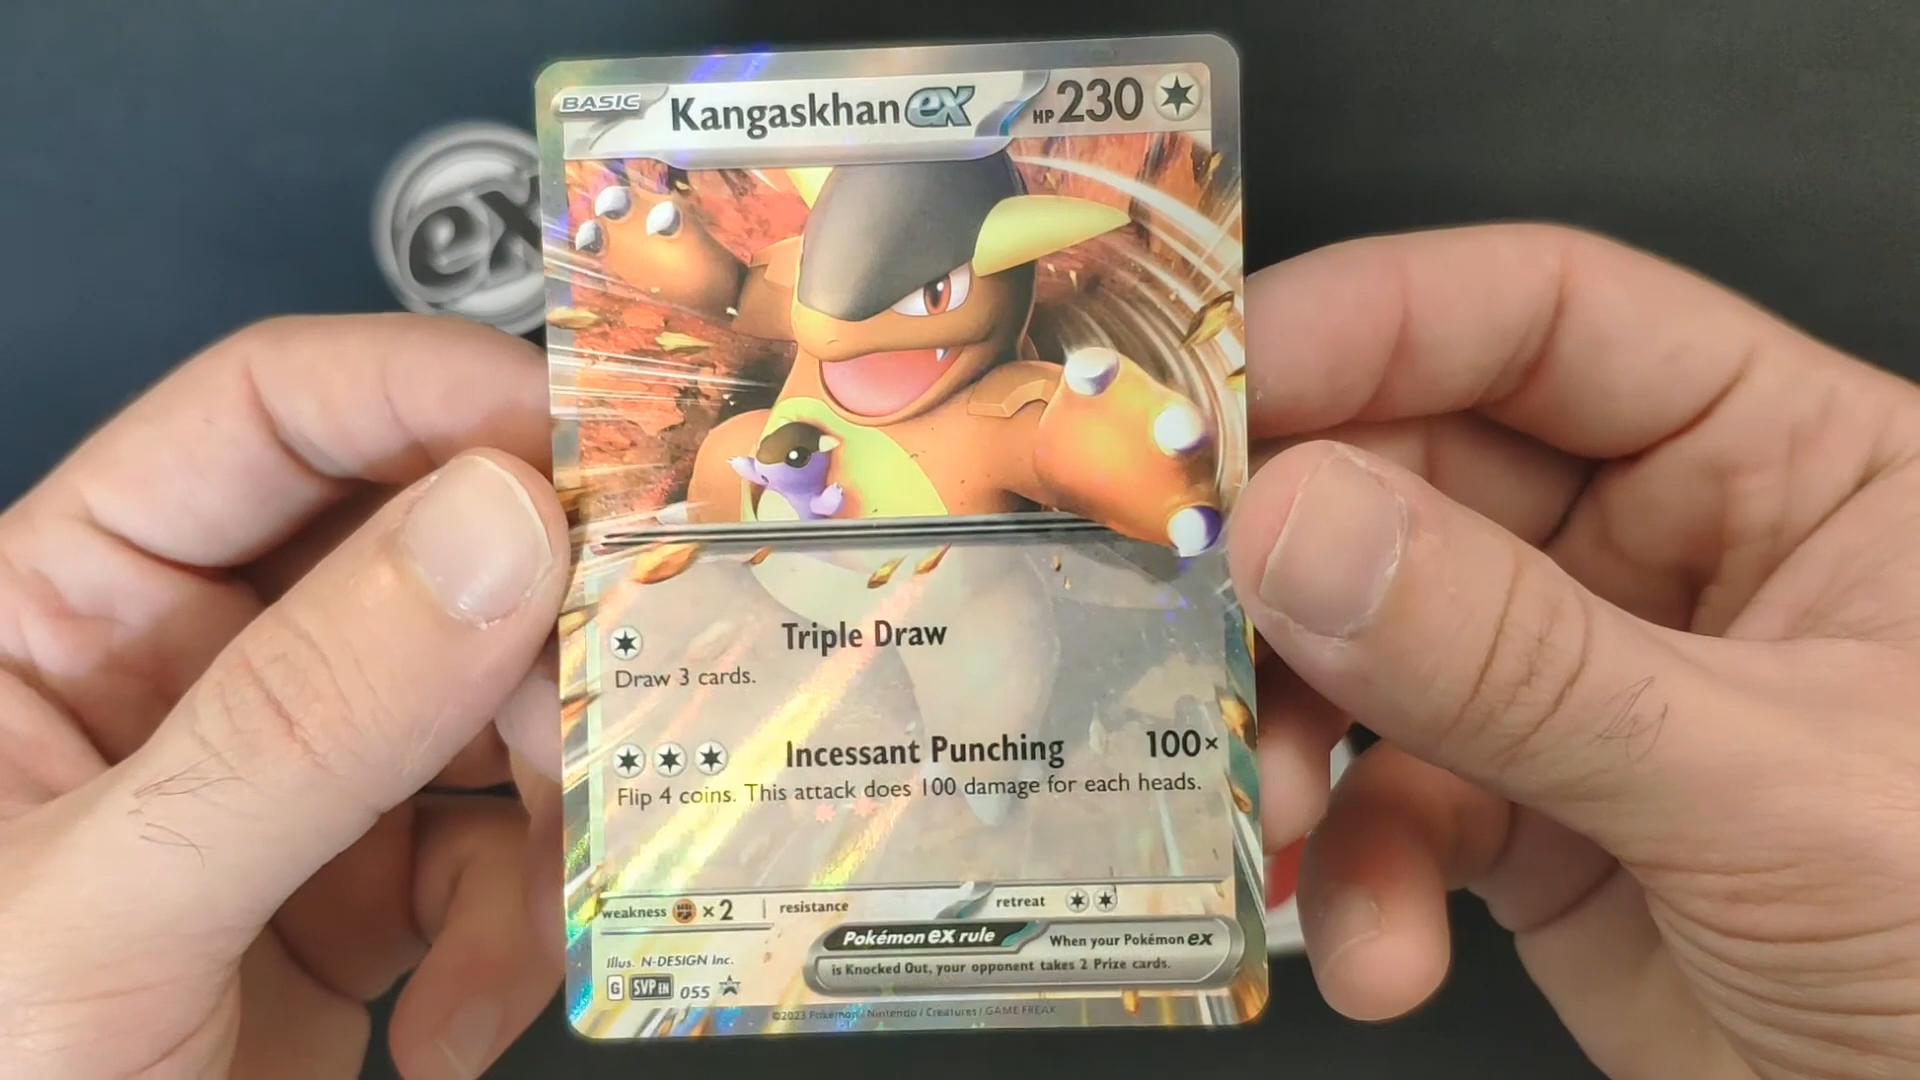 ex
BASIC Kangaskhan ex HP 230
Triple Draw
Draw 3 cards.
Incessant Punching 100×
Flip 4 coins. This attack does 100 damage for each heads.
weakness ×2 resistance retreat
Pokémon ex rule When your Pokémon ex
is Knocked Out, your opponent takes 2 Prize cards.
Illus. N-DESIGN Inc.
G SVP EN 055
©2023 Pokémon / Nintendo / Creatures / GAME FREAK